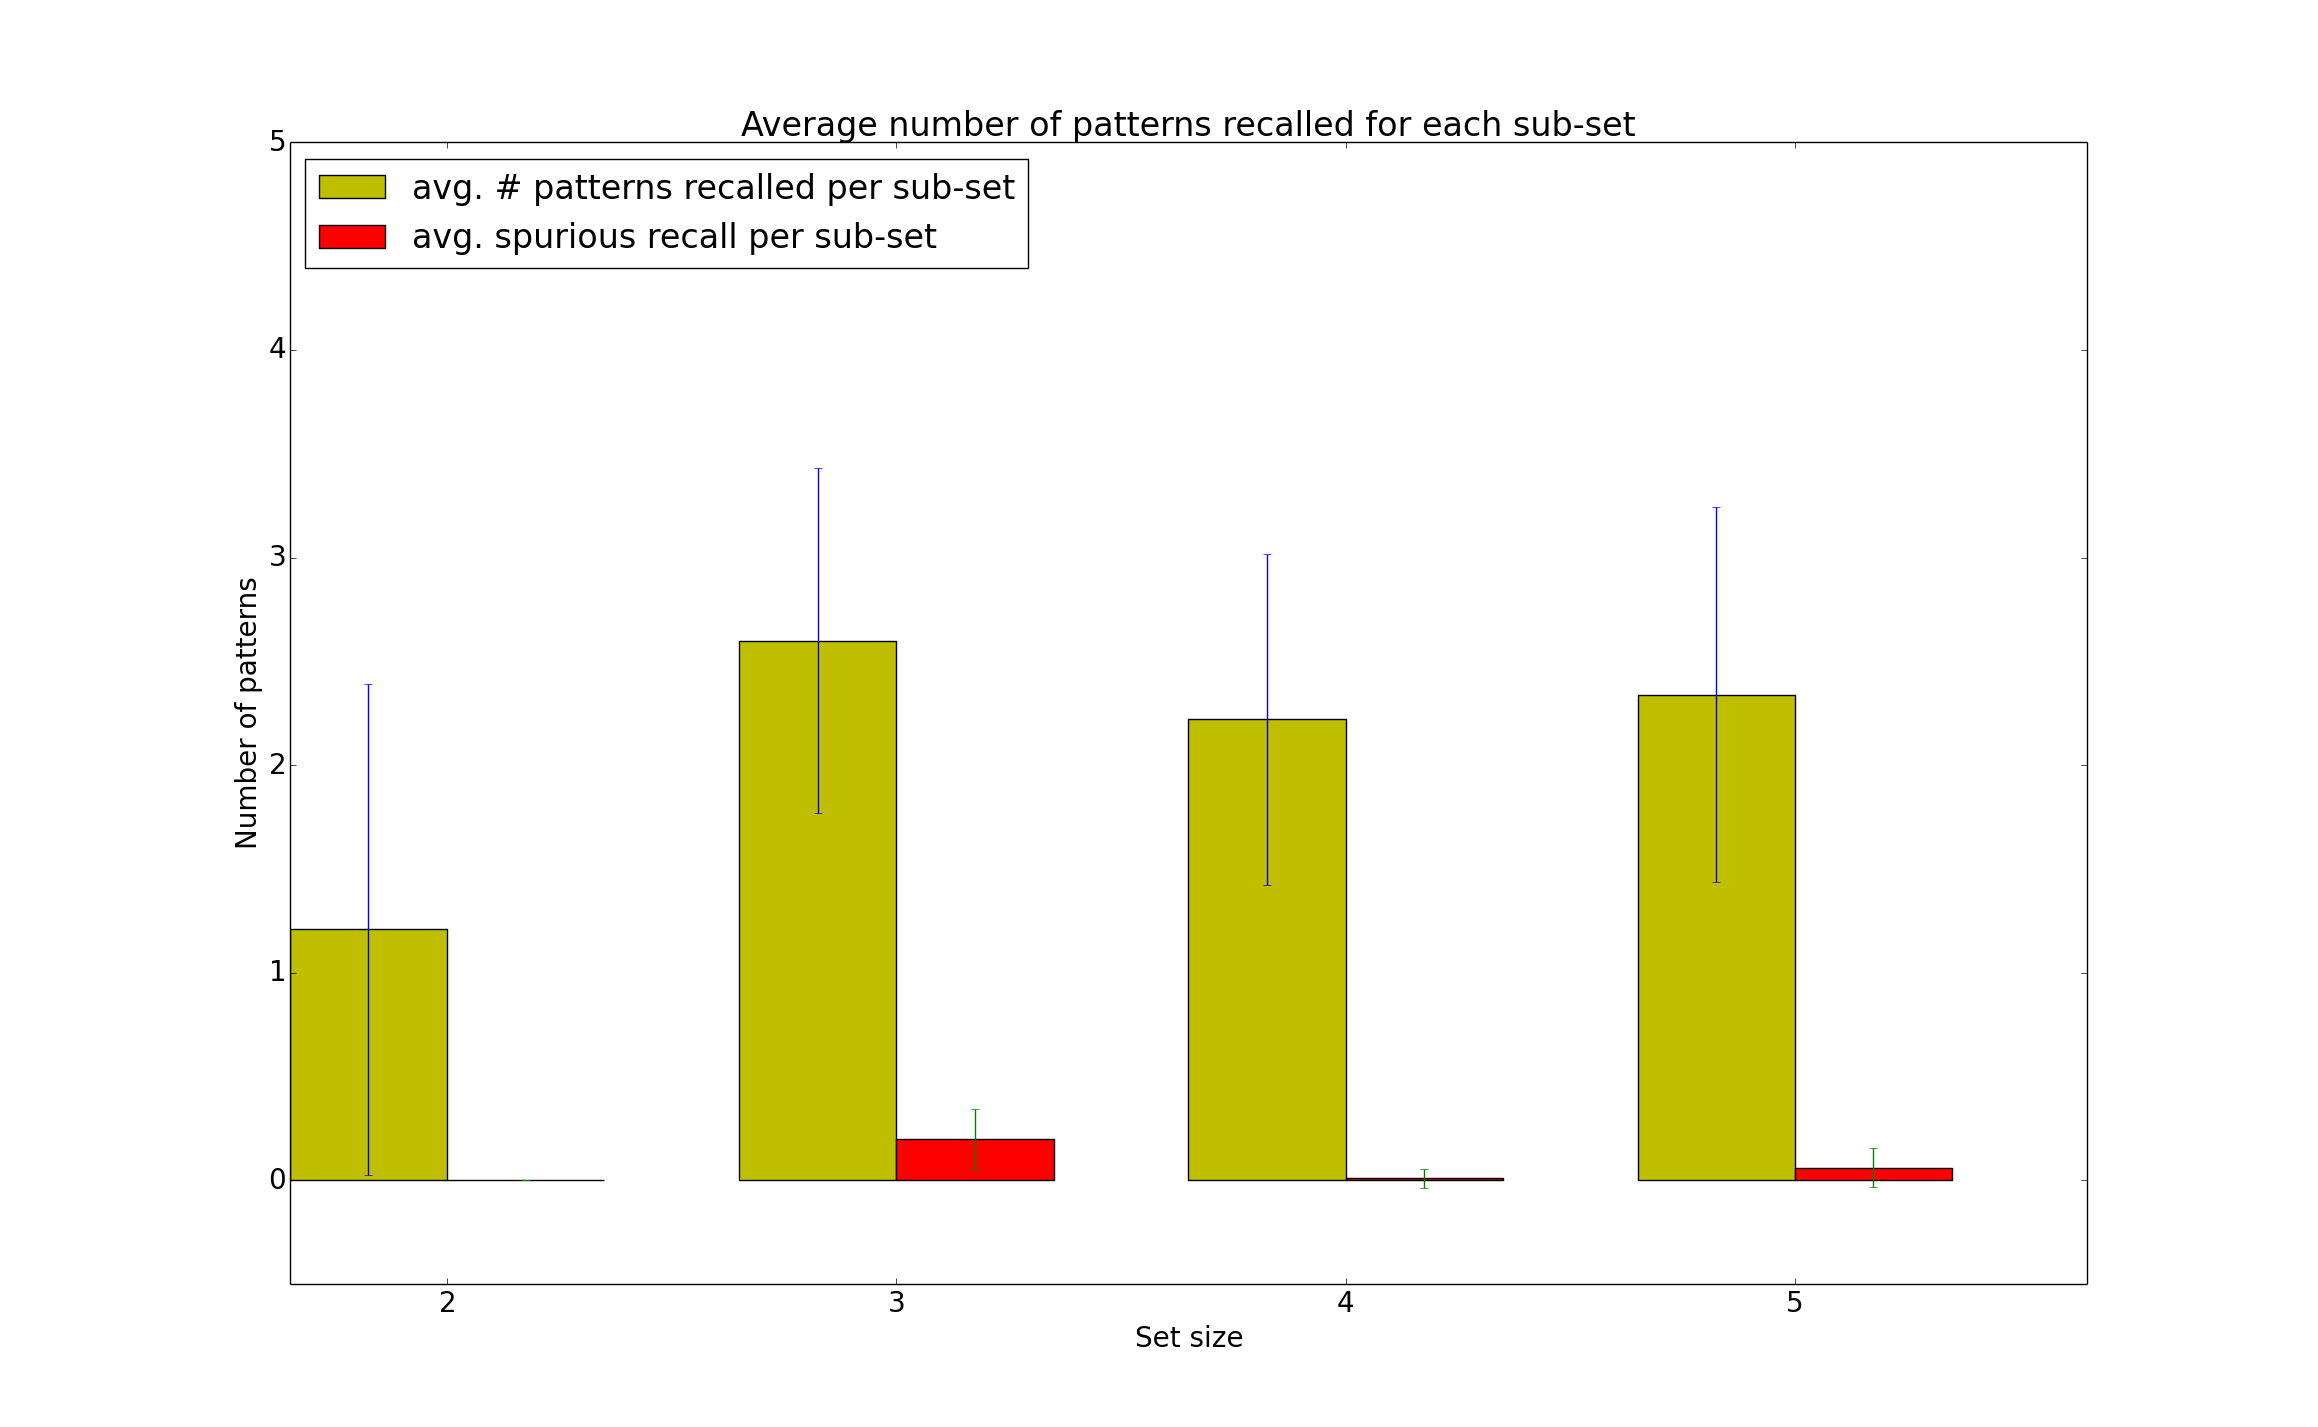 Average number of patterns recalled for each sub-set
avg. # patterns recalled per sub-set
avg. spurious recall per sub-set
5
4
3
2
1
0
Number of patterns
2 3 4 5
Set size